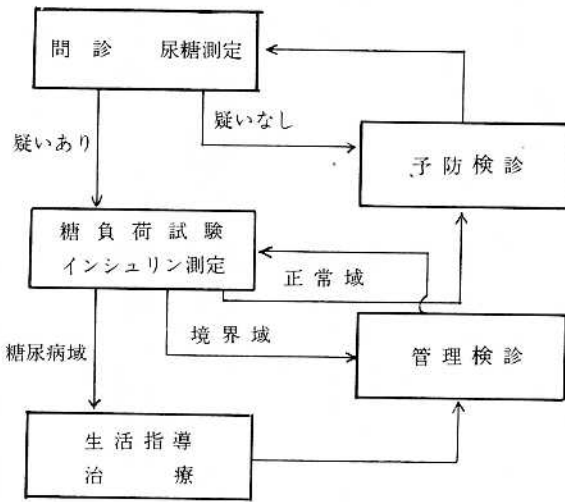 問診 尿糖測定
疑いあり
疑いなし
予防検診
糖負荷試験
インシュリン測定
正常域
境界域
糖尿病域
管理検診
生活指導
治療